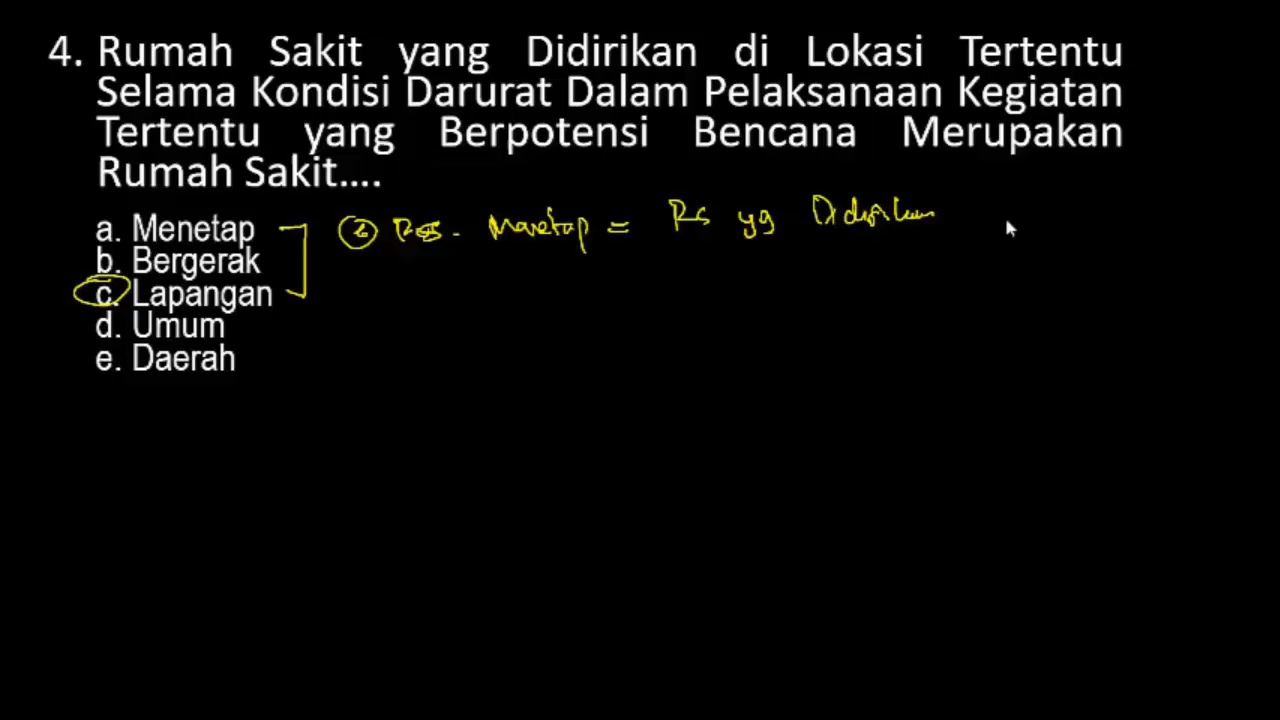 4. Rumah Sakit yang Didirikan di Lokasi Tertentu
Selama Kondisi Darurat Dalam Pelaksanaan Kegiatan
Tertentu yang Berpotensi Bencana Merupakan
Rumah Sakit....
a. Menetap
b. Bergerak
c. Lapangan
d. Umum
e. Daerah
Menetap = RS yg